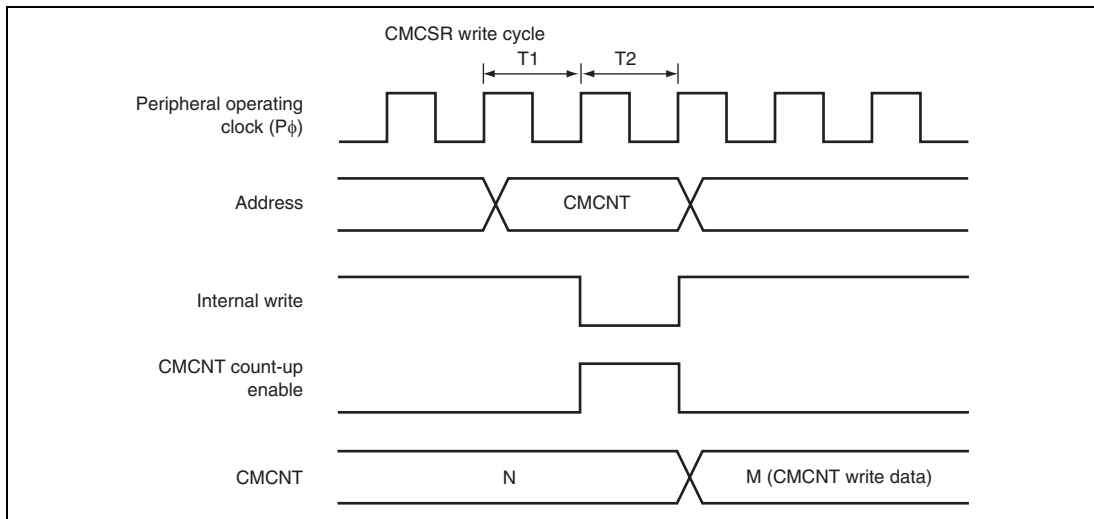 CMCSR write cycle
T1
T2
Peripheral operating
clock (Pϕ)
Address
CMCNT
Internal write
CMCNT count-up
enable
CMCNT
N
M (CMCNT write data)